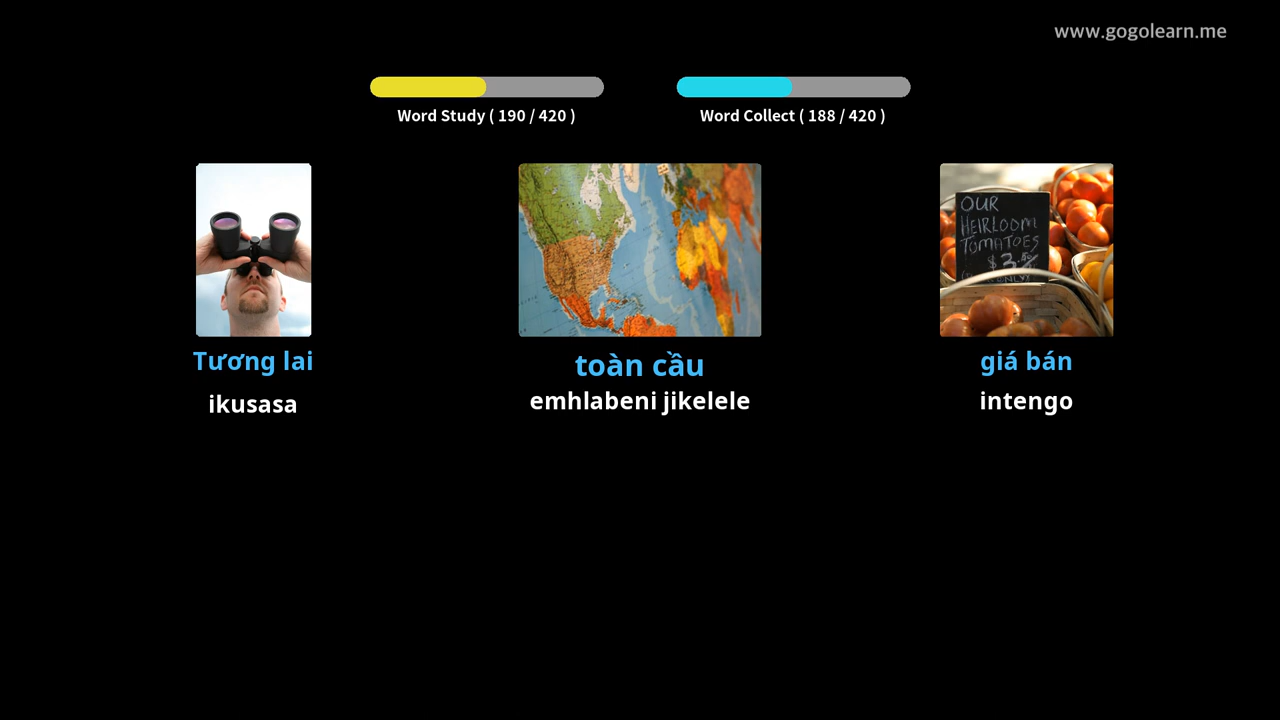 www.gogolearn.me
Word Study ( 190 / 420 )
Word Collect ( 188 / 420 )
OUR
HEIRLOOM
TOMATOES
Tương lai
toàn cầu
giá bán
ikusasa
emhlabeni jikelele
intengo